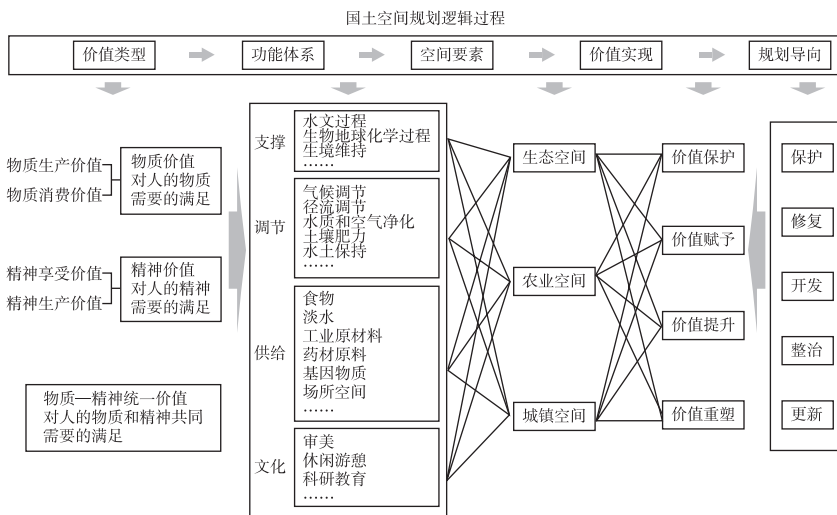 国土空间规划逻辑过程
价值类型
功能体系
空间要素
价值实现
规划导向
物质生产价值
物质消费价值
物质价值
对人的物质
需要的满足
精神享受价值
精神生产价值
精神价值
对人的精神
需要的满足
物质—精神统一价值
对人的物质和精神共同
需要的满足
支撑
水文过程
生物地球化学过程
生境维持
……
调节
气候调节
径流调节
水质和空气净化
土壤肥力
水土保持
……
供给
食物
淡水
工业原材料
药材原料
基因物质
场所空间
……
文化
审美
休闲游憩
科研教育
……
生态空间
农业空间
城镇空间
价值保护
价值赋予
价值提升
价值重塑
保护
修复
开发
整治
更新